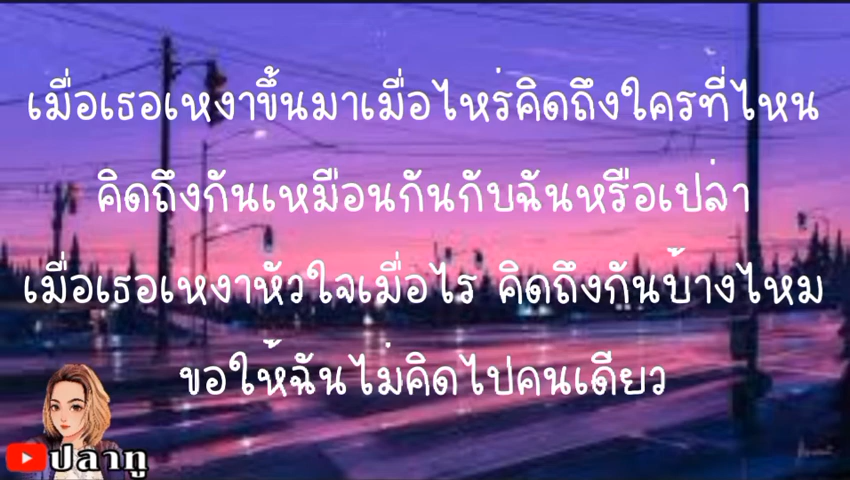 เมื่อเธอเหงาขึ้นมาเมื่อไหร่คิดถึงใครที่ไหน
คิดถึงกันเหมือนกันกับฉันหรือเปล่า
เมื่อเธอเหงาหัวใจเมื่อไร คิดถึงกันบ้างไหม
ขอให้ฉันไม่คิดไปคนเดียว
ปลาทู